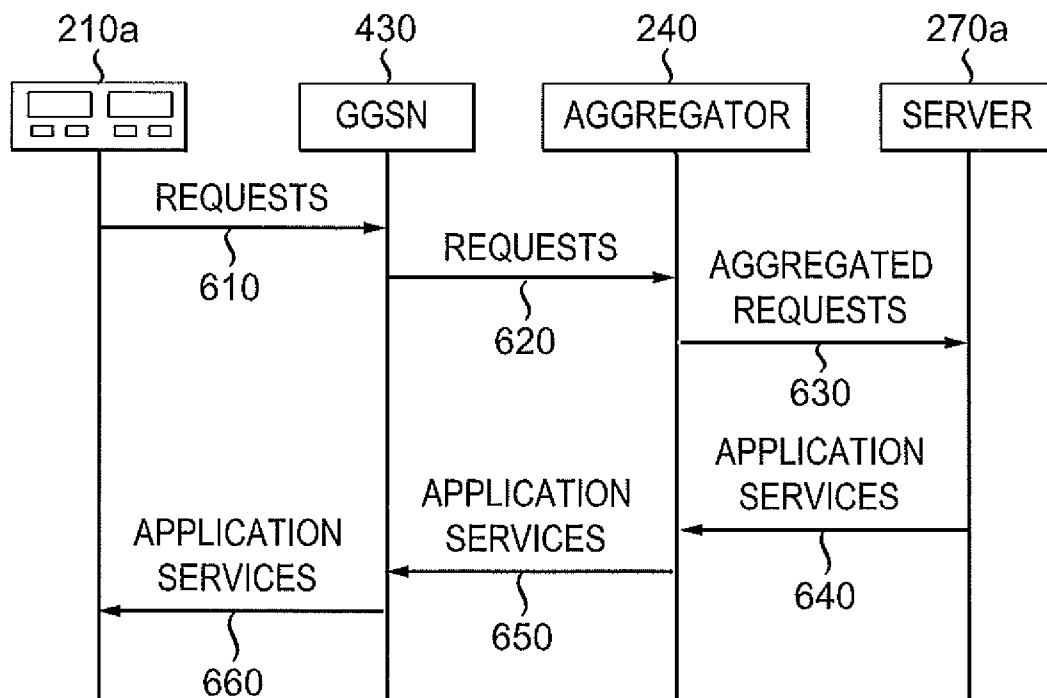 210a
430
240
270a
GGSN
AGGREGATOR
SERVER
REQUESTS
610
REQUESTS
620
AGGREGATED
REQUESTS
630
APPLICATION
SERVICES
640
APPLICATION
SERVICES
650
APPLICATION
SERVICES
660